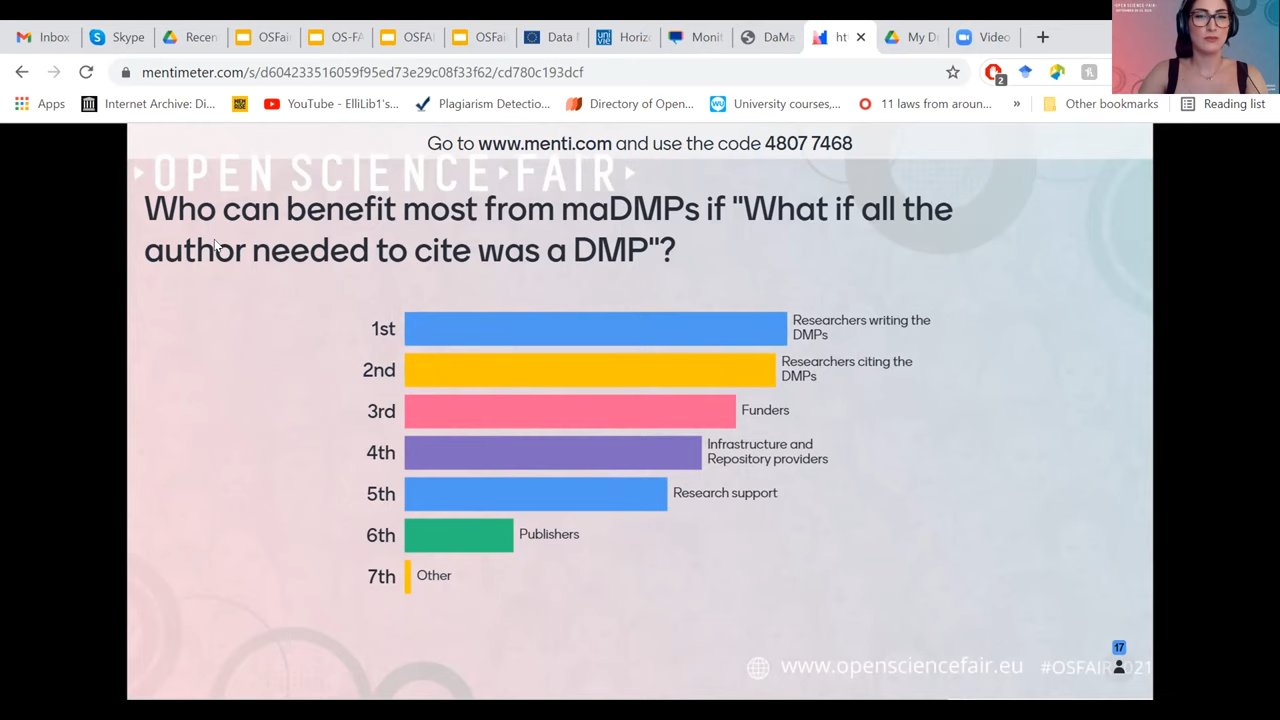 Inbox
Skype
Recen
OSFai
OS-FA
OSFAI
OSFai
Data
Horizo
Monit
DaMa
ht
My D
Video
mentimeter.com/s/d604233516059f95ed73e29c08f33f62/cd780c193dcf
2
Apps
Internet Archive: Di...
YouTube - ElliLib1's...
Plagiarism Detectio...
Directory of Open...
University courses,...
11 laws from aroun...
»
Other bookmarks
Reading list
Go to www.menti.com and use the code 4807 7468
OPEN SCIENCE FAIR
Who can benefit most from maDMPs if "What if all the
author needed to cite was a DMP"?
1st
Researchers writing the
DMPs
2nd
Researchers citing the
DMPs
3rd
Funders
4th
Infrastructure and
Repository providers
5th
Research support
6th
Publishers
7th
Other
17
www.opensciencefair.eu #OSFAIR2021